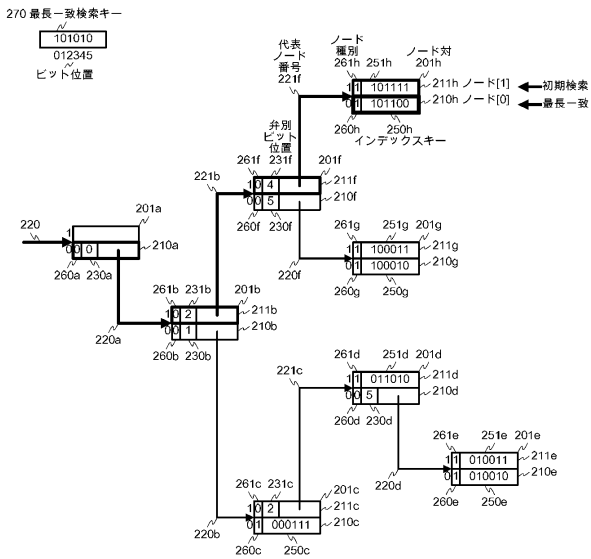 270 最長一致検索キー
101010
012345
ビット位置
代表
ノード
番号
221f
ノード
種別
261h 251h
ノード対
201h
1 1 101111
211h ノード[1] 初期検索
0 1 101100
210h ノード[0] 最長一致
260h 250h
インデックスキー
弁別
ビット
位置
261f 231f
201f
221b
1 0 4
211f
0 0 5
210f
260f 230f
220
201a
1
0 0 0
210a
260a 230a
220f
261g 251g 201g
1 1 100011
211g
0 1 100010
210g
260g 250g
220a
261b 231b
201b
1 0 2
211b
0 0 1
210b
260b 230b
221c
261d 251d 201d
1 1 011010
211d
0 0 5
210d
260d 230d
220d
261e 251e 201e
1 1 010011
211e
0 1 010010
210e
260e 250e
220b
261c 231c
201c
1 0 2
211c
0 1 000111
210c
260c 250c